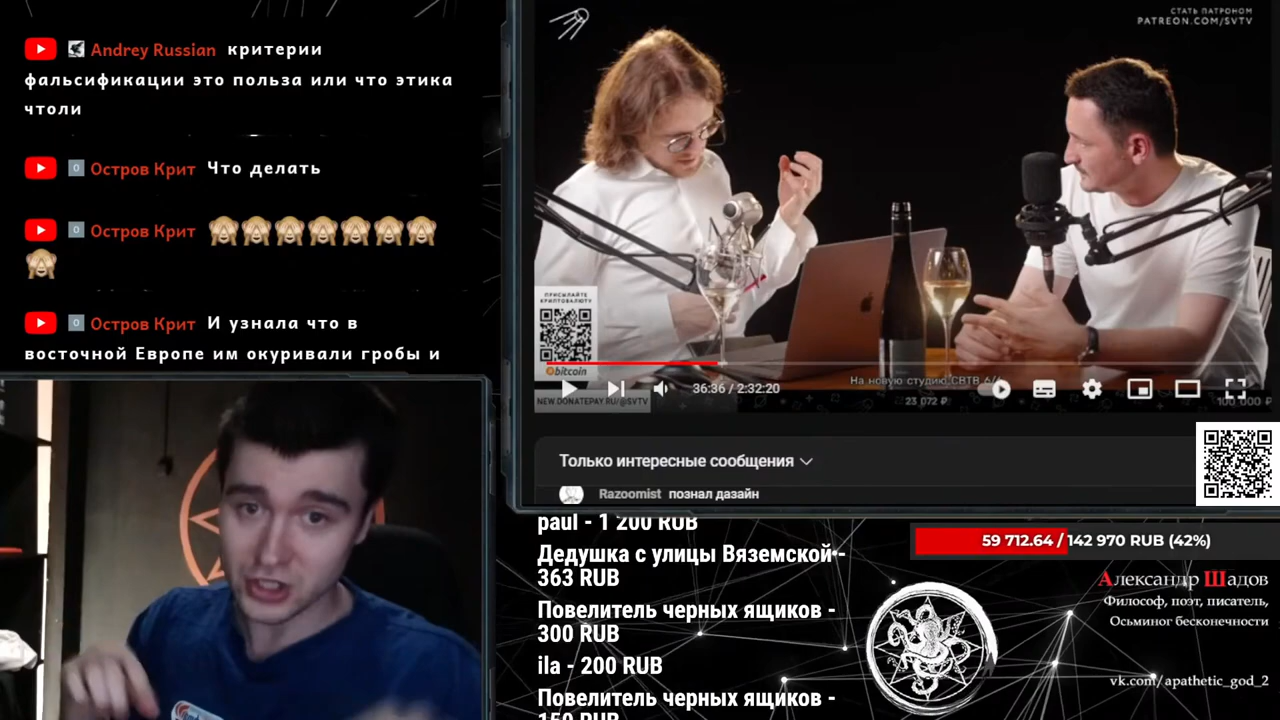 Andrey Russian критерии
фальсификации это польза или что этика
чтоли
Остров Крит Что делать
Остров Крит
Остров Крит И узнала что в
восточной Европе им окуривали гробы и
СТАТЬ ПАТРОНОМ
PATREON.COM/SVTV
ПРИСЫЛАЙТЕ
КРИПТОВАЛЮТУ
bitcoin
NEW.DONATEPAY.RU/@SVTV
36:36 / 2:32:20
На новую студию СВТВ 6/
23 072 ₽
100 000 ₽
Только интересные сообщения
Razoomist познал дазайн
paul - 1 200 RUB
Дедушка с улицы Вяземской -
363 RUB
Повелитель черных ящиков -
300 RUB
ila - 200 RUB
Повелитель черных ящиков -
150 RUB
59 712.64 / 142 970 RUB (42%)
Александр Шадов
Философ, поэт, писатель,
Осьминог бесконечности
vk.com/apathetic_god_2